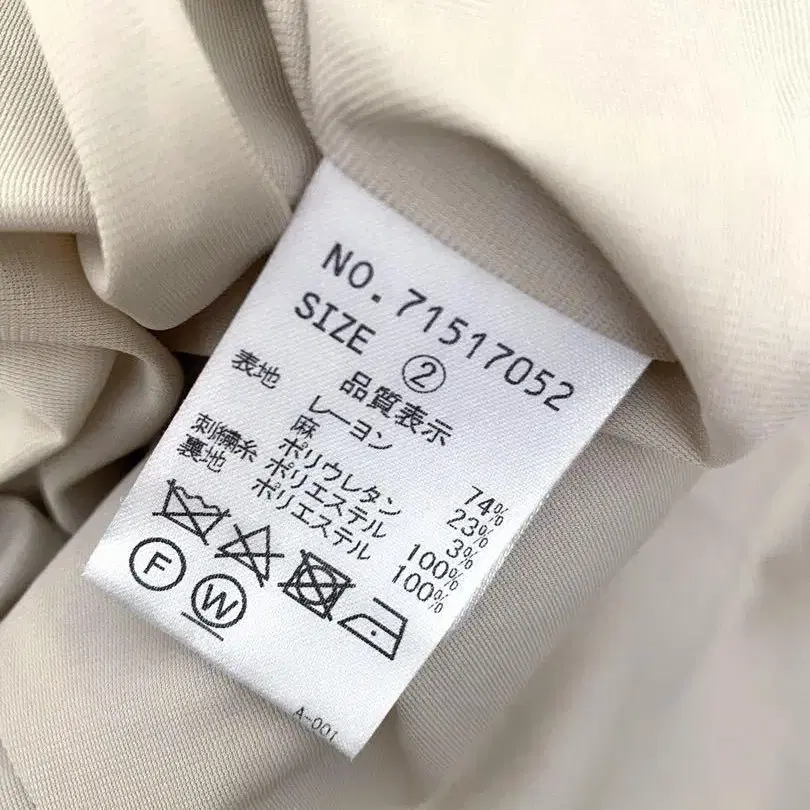 NO. 71517052
SIZE ②
品質表示
表地 レーヨン 74%
麻 23%
ポリウレタン 3%
刺繍糸 ポリエステル 100%
裏地 ポリエステル 100%
F W
A-001